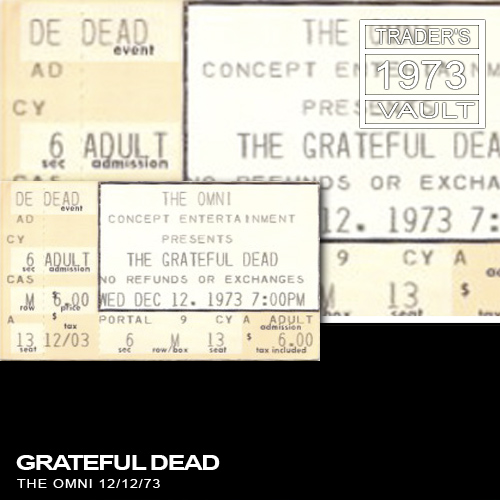 DE DEAD
event
AD
CY
6 ADULT
sec admission
CAS
THE OMNI
CONCEPT ENTERTAINMENT
PRESENTS
THE GRATEFUL DEA
NO REFUNDS OR EXCHA
12. 1973 7:
9 CY A
M 13 $
seat
TRADER'S
1973
VAULT
DE DEAD
event
AD
CY
6 ADULT
sec admission
CAS
M $6.00
row price
$
tax
A
13 12/03
seat
THE OMNI
CONCEPT ENTERTAINMENT
PRESENTS
THE GRATEFUL DEAD
NO REFUNDS OR EXCHANGES
WED DEC 12. 1973 7:00PM
PORTAL 9 CY A ADULT
admission
6 M 13 $ 6.00
sec row/box seat tax included
GRATEFUL DEAD
THE OMNI 12/12/73